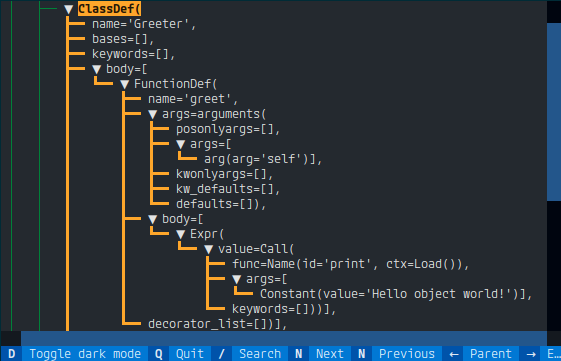 ▼ ClassDef(
name='Greeter',
bases=[],
keywords=[],
▼ body=[
▼ FunctionDef(
name='greet',
▼ args=arguments(
posonlyargs=[],
▼ args=[
arg(arg='self')],
kwonlyargs=[],
kw_defaults=[],
defaults=[]),
▼ body=[
▼ Expr(
▼ value=Call(
func=Name(id='print', ctx=Load()),
▼ args=[
Constant(value='Hello object world!')],
keywords=[]))],
decorator_list=[])],
D Toggle dark mode Q Quit / Search N Next N Previous ← Parent → E…